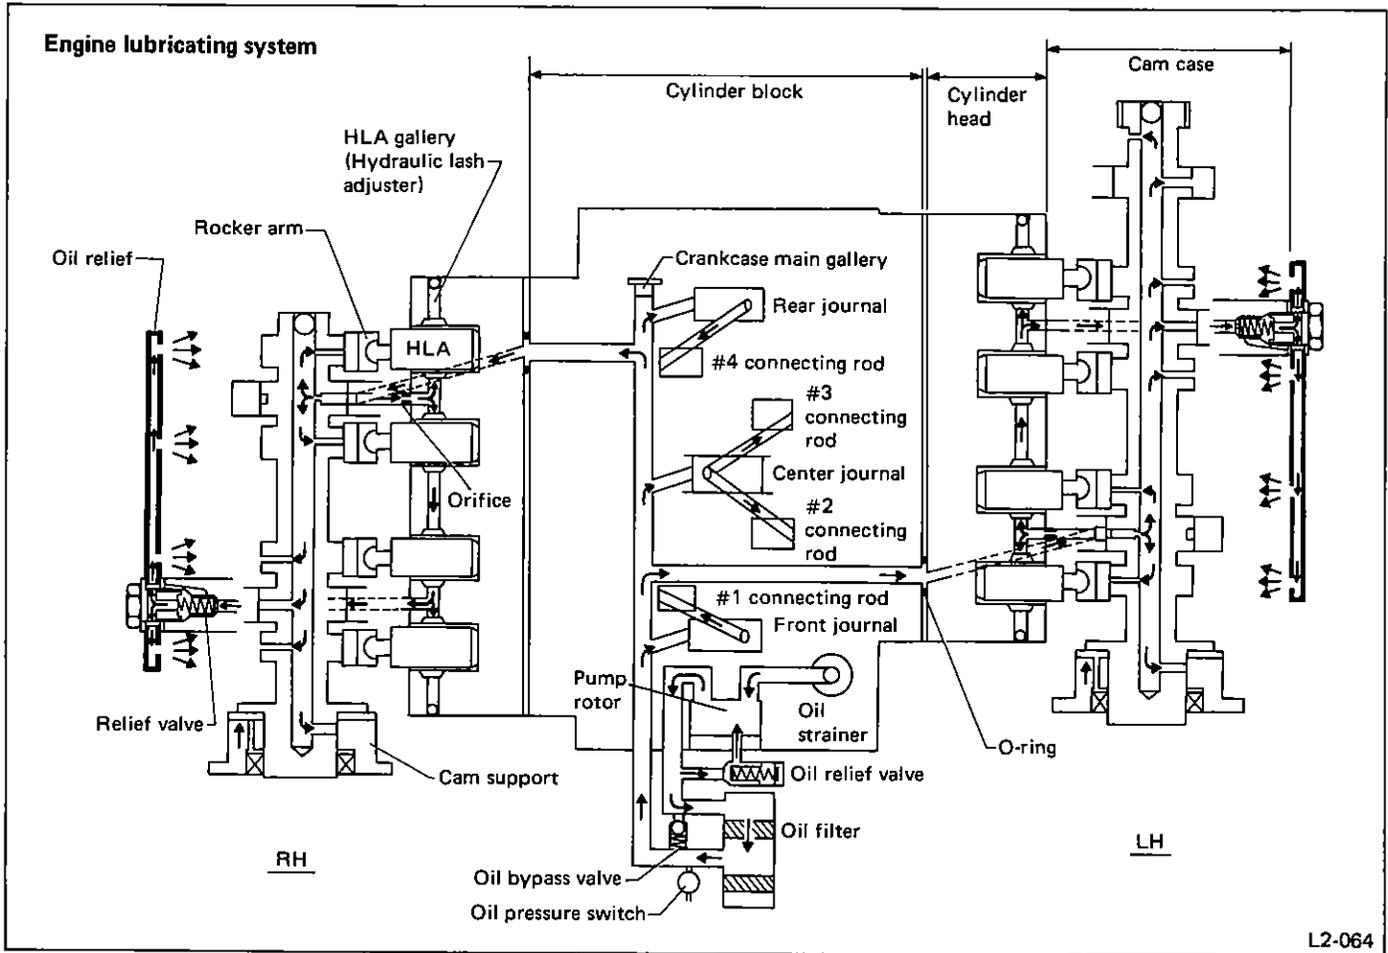 Engine lubricating system
Cam case
Cylinder block
Cylinder
head
HLA gallery
(Hydraulic lash
adjuster)
Rocker arm
Oil relief
Crankcase main gallery
Rear journal
HLA
#4 connecting rod
#3
connecting
rod
Center journal
Orifice
#2
connecting
rod
#1 connecting rod
Front journal
Pump
rotor
Oil
strainer
Relief valve
O-ring
Cam support
Oil relief valve
Oil filter
RH
LH
Oil bypass valve
Oil pressure switch
L2-064